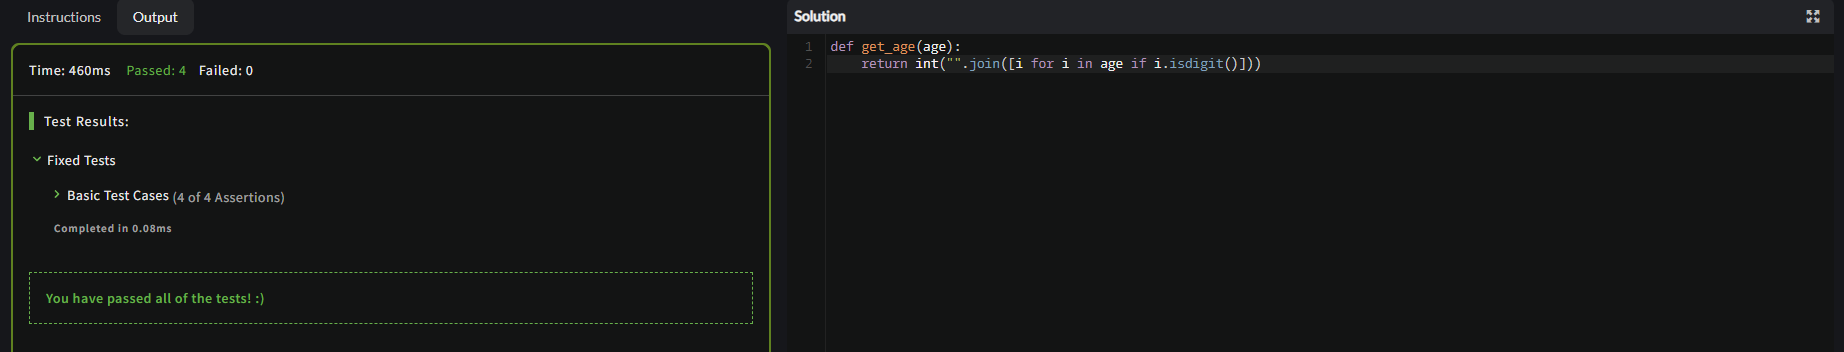 Instructions
Output
Time: 460ms Passed: 4 Failed: 0
Test Results:
Fixed Tests
Basic Test Cases (4 of 4 Assertions)
Completed in 0.08ms
You have passed all of the tests! :)
Solution
1 def get_age(age):
2     return int("".join([i for i in age if i.isdigit()]))